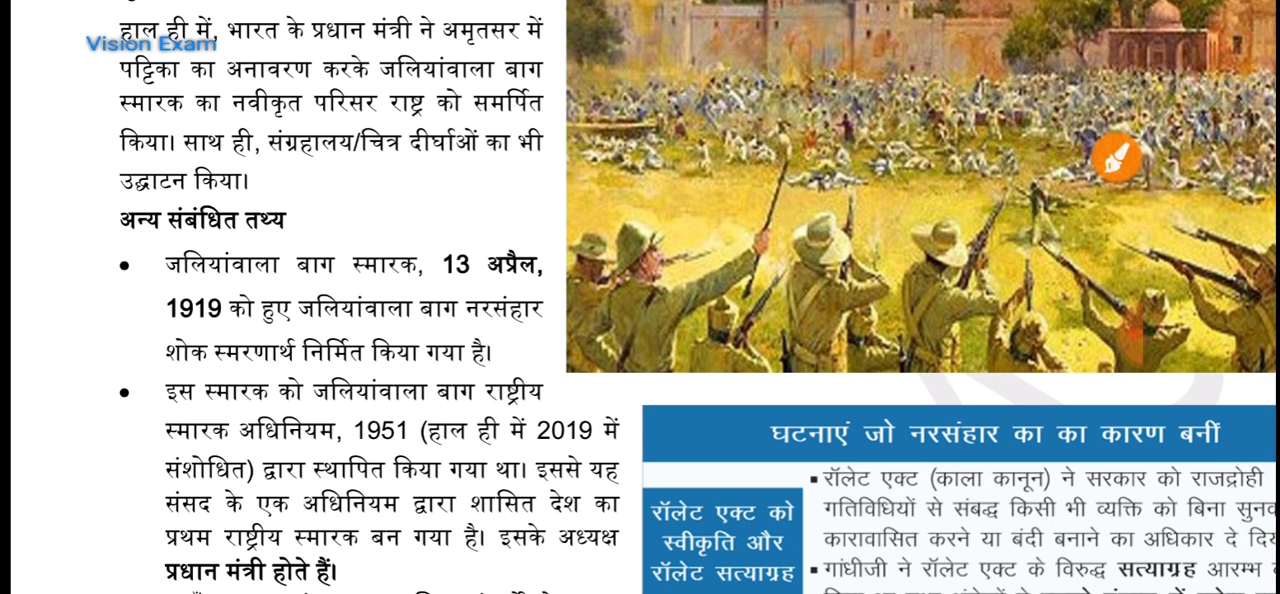 हाल ही में, भारत के प्रधान मंत्री ने अमृतसर में
Vision Exam
पट्टिका का अनावरण करके जलियांवाला बाग
स्मारक का नवीकृत परिसर राष्ट्र को समर्पित
किया। साथ ही, संग्रहालय/चित्र दीर्घाओं का भी
उद्घाटन किया।
अन्य संबंधित तथ्य
• जलियांवाला बाग स्मारक, 13 अप्रैल,
1919 को हुए जलियांवाला बाग नरसंहार
शोक स्मरणार्थ निर्मित किया गया है।
• इस स्मारक को जलियांवाला बाग राष्ट्रीय
स्मारक अधिनियम, 1951 (हाल ही में 2019 में
संशोधित) द्वारा स्थापित किया गया था। इससे यह
संसद के एक अधिनियम द्वारा शासित देश का
प्रथम राष्ट्रीय स्मारक बन गया है। इसके अध्यक्ष
प्रधान मंत्री होते हैं।
घटनाएं जो नरसंहार का का कारण बनीं
रॉलेट एक्ट को
स्वीकृति और
रॉलेट सत्याग्रह
▪ रॉलेट एक्ट (काला कानून) ने सरकार को राजद्रोही
गतिविधियों से संबद्ध किसी भी व्यक्ति को बिना
कारावासित करने या बंदी बनाने का अधिकार दे
▪ गांधीजी ने रॉलेट एक्ट के विरुद्ध सत्याग्रह आरम्भ